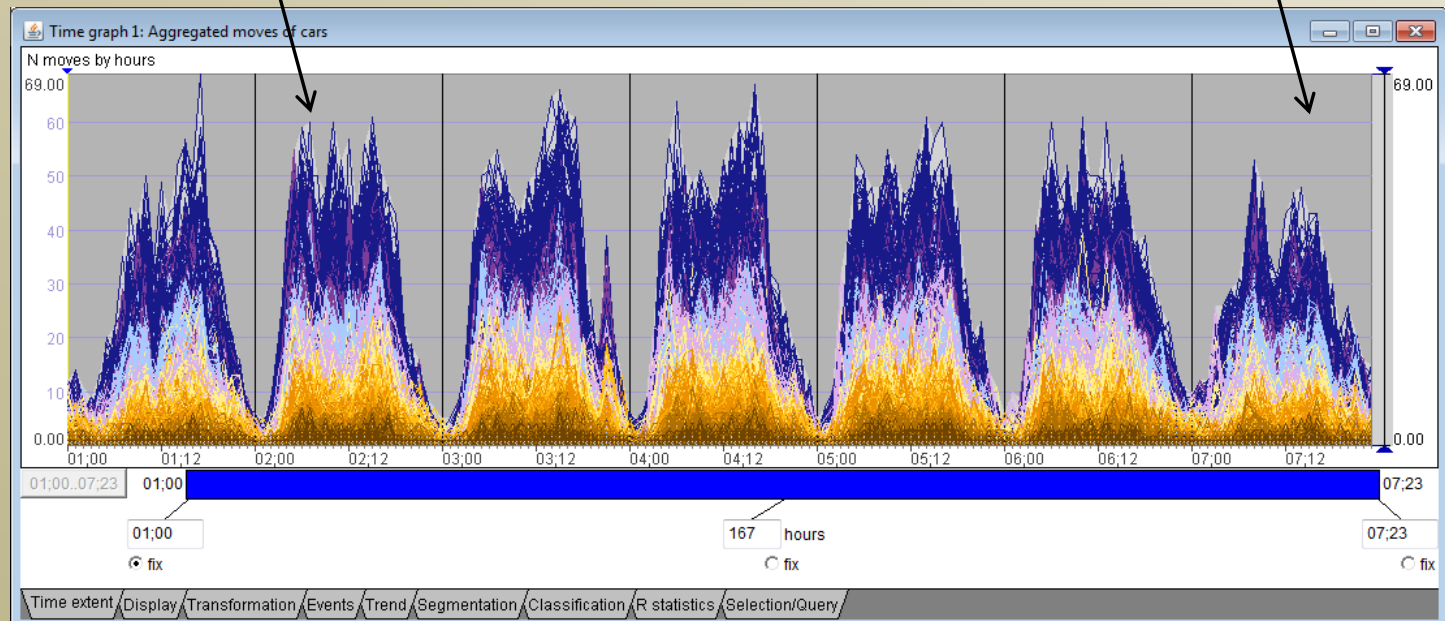 Time graph 1: Aggregated moves of cars
N moves by hours
69.00
69.00
60
50
40
30
20
10
0.00
0.00
01;00 01;12 02;00 02;12 03;00 03;12 04;00 04;12 05;00 05;12 06;00 06;12 07;00 07;12
01;00..07;23 01;00 07;23
01;00 167 hours 07;23
fix fix fix
Time extent Display Transformation Events Trend Segmentation Classification R statistics Selection/Query